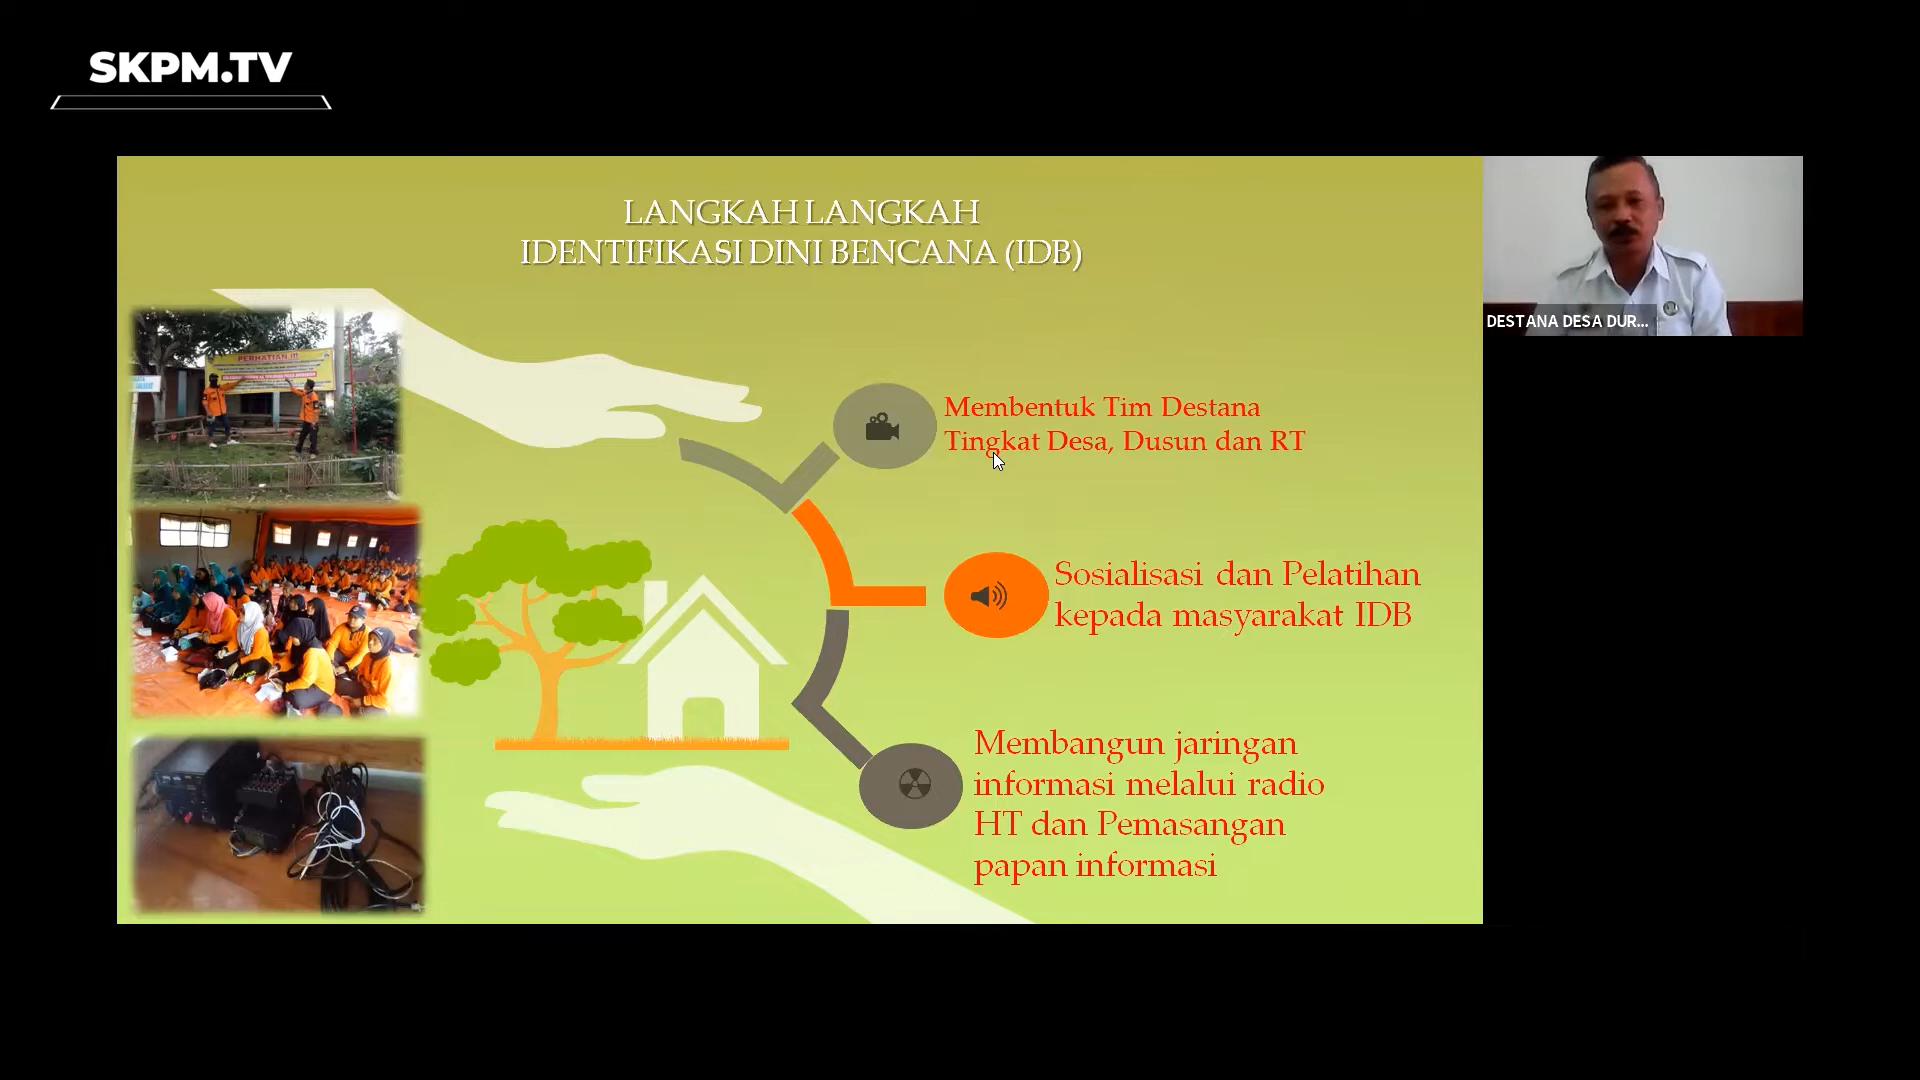 SKPM.TV
LANGKAH LANGKAH
IDENTIFIKASI DINI BENCANA (IDB)
DESTANA DESA DUR...
PERHATIAN !!!
Membentuk Tim Destana
Tingkat Desa, Dusun dan RT
Sosialisasi dan Pelatihan
kepada masyarakat IDB
Membangun jaringan
informasi melalui radio
HT dan Pemasangan
papan informasi